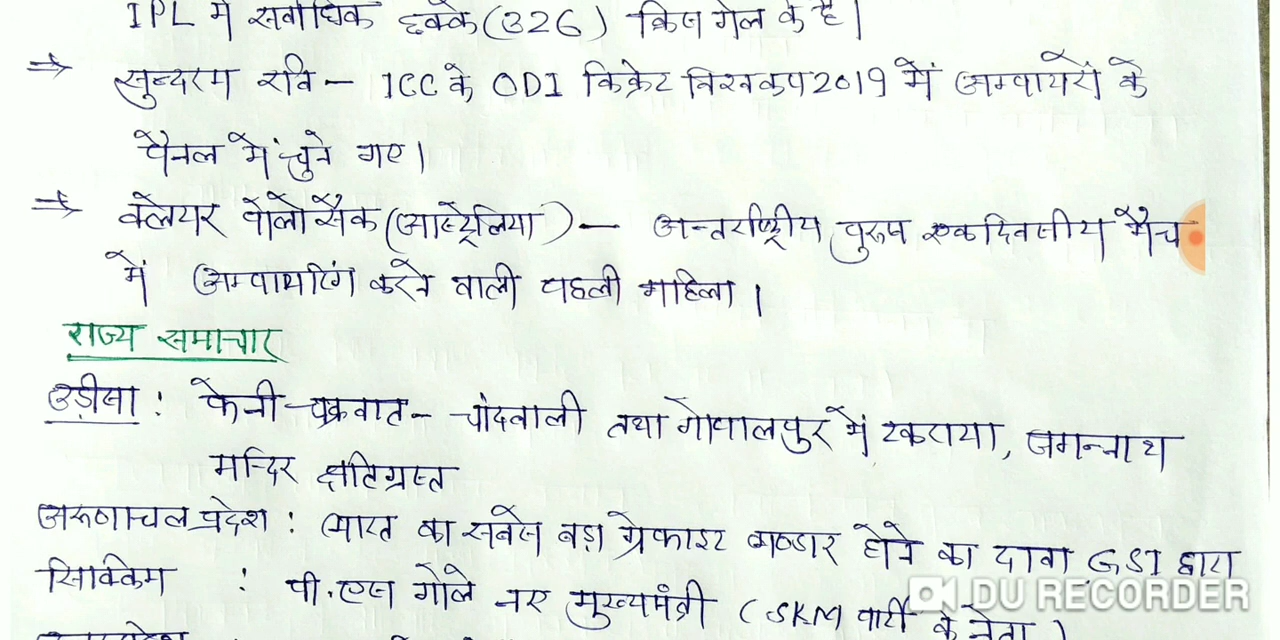 IPL में सर्वाधिक छक्के (326) क्रिस गेल के हैं।
⇒ सुन्दरम रवि - ICC के ODI क्रिकेट विश्वकप 2019 में अम्पायरों के
पैनल में चुने गए।
⇒ क्लेयर पोलोसैक (आस्ट्रेलिया) - अन्तर्राष्ट्रीय पुरुष एकदिवसीय मैच
में अम्पायरिंग करने वाली पहली महिला।
राज्य समाचार
उड़ीसा : फेनी चक्रवात - चांदबाली तथा गोपालपुर में टकराया, जगन्नाथ
मन्दिर क्षतिग्रस्त
अरुणाचल प्रदेश : भारत का सबसे बड़ा ग्रेफाइट भण्डार होने का दावा GSI द्वारा
सिक्किम : पी.एस गोले नए मुख्यमंत्री (SKM पार्टी के नेता)
DU RECORDER